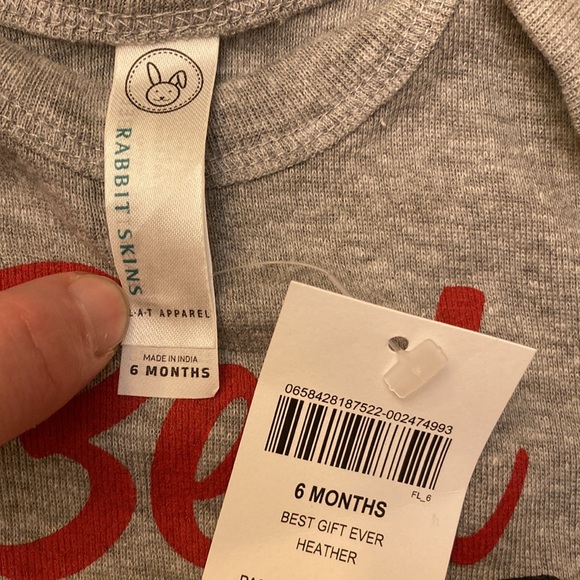 RABBIT SKINS
L·A·T APPAREL
MADE IN INDIA
6 MONTHS
0658428187522-002474993
FL_6
6 MONTHS
BEST GIFT EVER
HEATHER